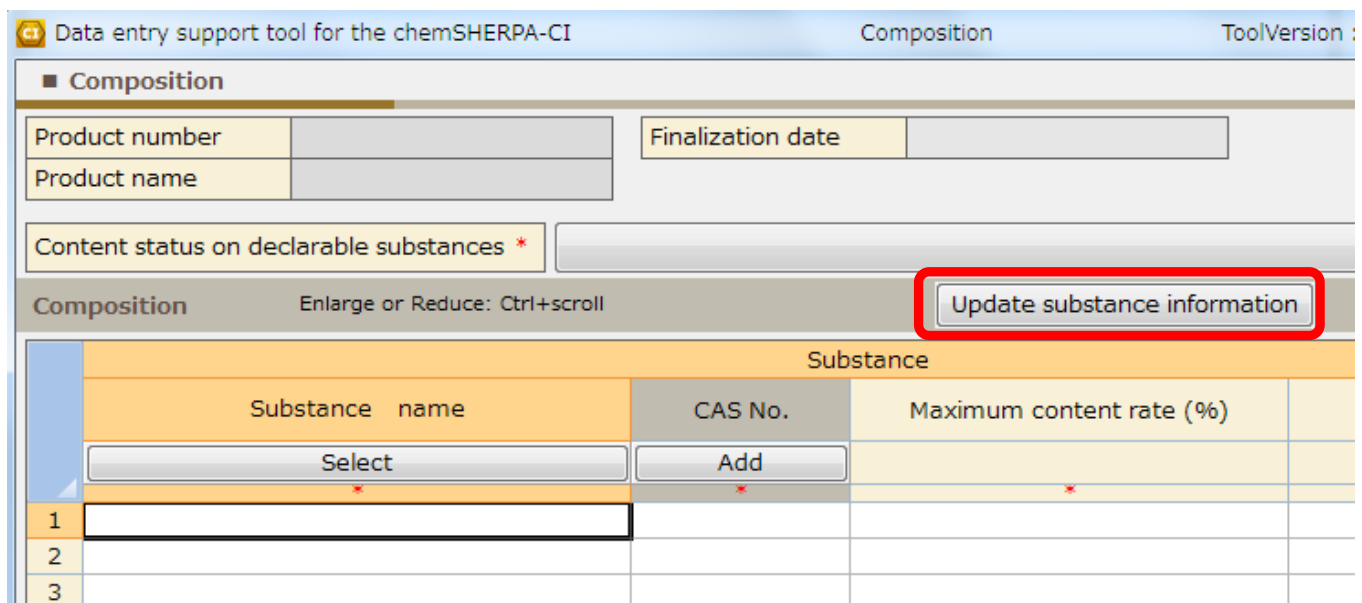 CI Data entry support tool for the chemSHERPA-CI Composition ToolVersion :
■ Composition
Product number Finalization date
Product name
Content status on declarable substances *
Composition Enlarge or Reduce: Ctrl+scroll Update substance information
Substance
Substance name CAS No. Maximum content rate (%)
Select Add
* * *
1
2
3